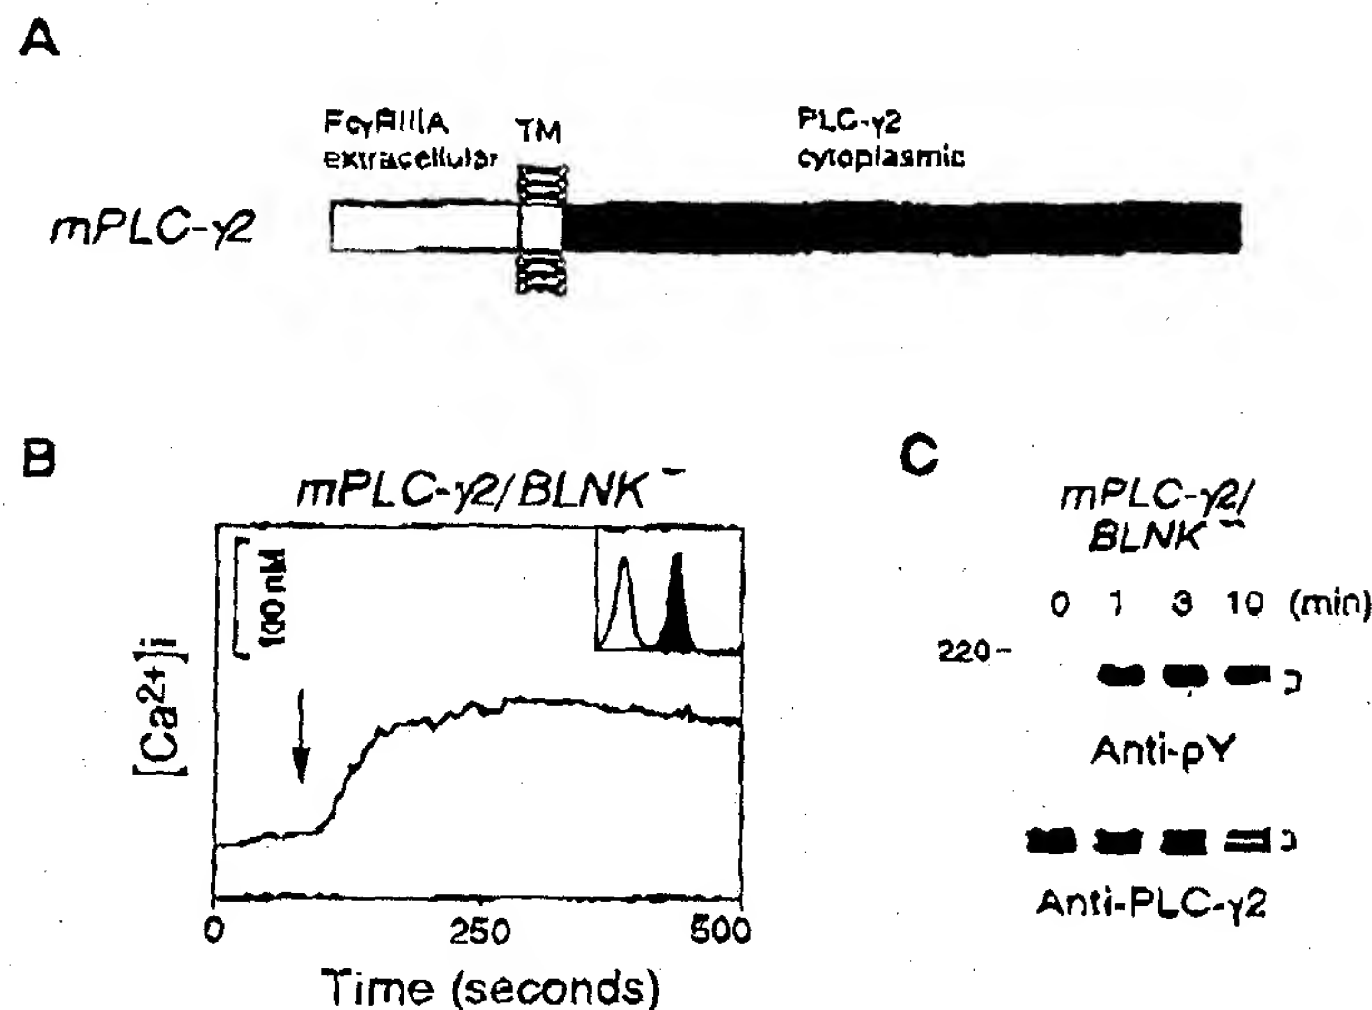 A
FcγRIIIA
extracellular
TM
PLC-γ2
cytoplasmic
mPLC-γ2
B
mPLC-γ2/BLNK⁻
100 nM
[Ca²⁺]i
0
250
500
Time (seconds)
C
mPLC-γ2/
BLNK⁻
0 1 3 10 (min)
220-
Anti-pY
Anti-PLC-γ2